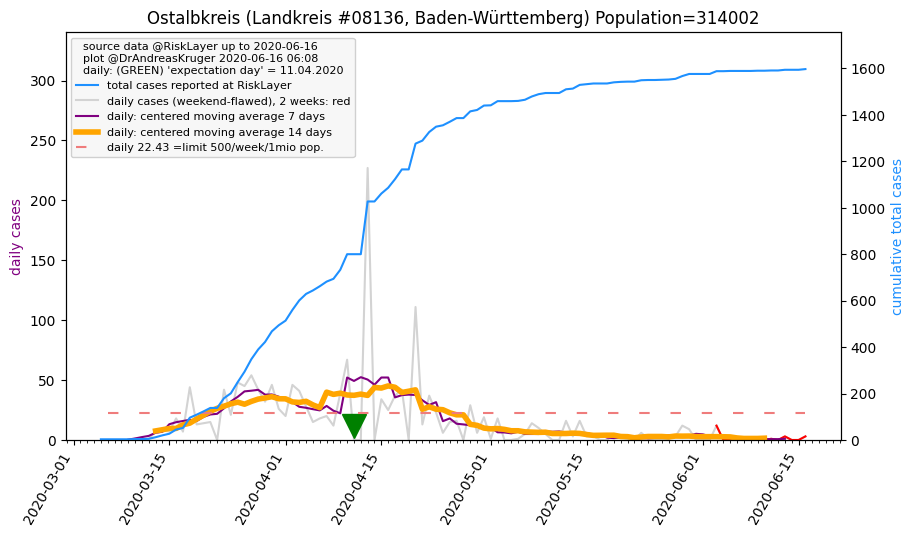 Ostalbkreis (Landkreis #08136, Baden-Württemberg) Population=314002
source data @RiskLayer up to 2020-06-16
plot @DrAndreasKruger 2020-06-16 06:08
daily: (GREEN) 'expectation day' = 11.04.2020
total cases reported at RiskLayer
daily cases (weekend-flawed), 2 weeks: red
daily: centered moving average 7 days
daily: centered moving average 14 days
daily 22.43 =limit 500/week/1mio pop.
daily cases
300
250
200
150
100
50
0
1600
1400
1200
1000
800
600
400
200
0
cumulative total cases
2020-03-01
2020-03-15
2020-04-01
2020-04-15
2020-05-01
2020-05-15
2020-06-01
2020-06-15